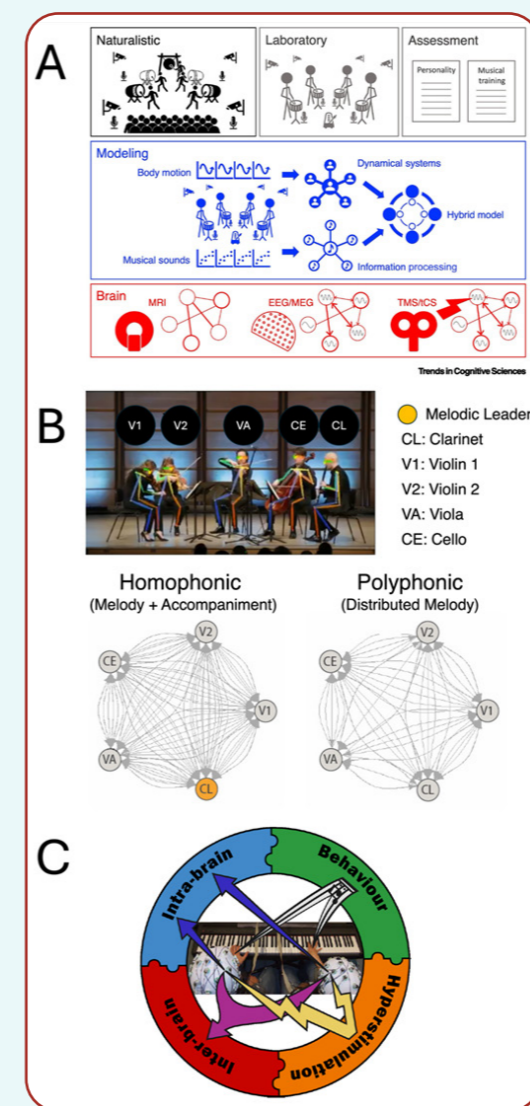 A
Naturalistic
Laboratory
Assessment
Personality
Musical
training
Modeling
Body motion
Dynamical systems
Hybrid model
Musical sounds
Information processing
Brain
MRI
EEG/MEG
TMS/tCS
Trends in Cognitive Sciences
B
V1
V2
VA
CE
CL
Melodic Leader
CL: Clarinet
V1: Violin 1
V2: Violin 2
VA: Viola
CE: Cello
Homophonic
(Melody + Accompaniment)
V2
CE
V1
VA
CL
Polyphonic
(Distributed Melody)
V2
CE
V1
VA
CL
C
Intra-brain
Behaviour
Inter-brain
Hyperstimulation